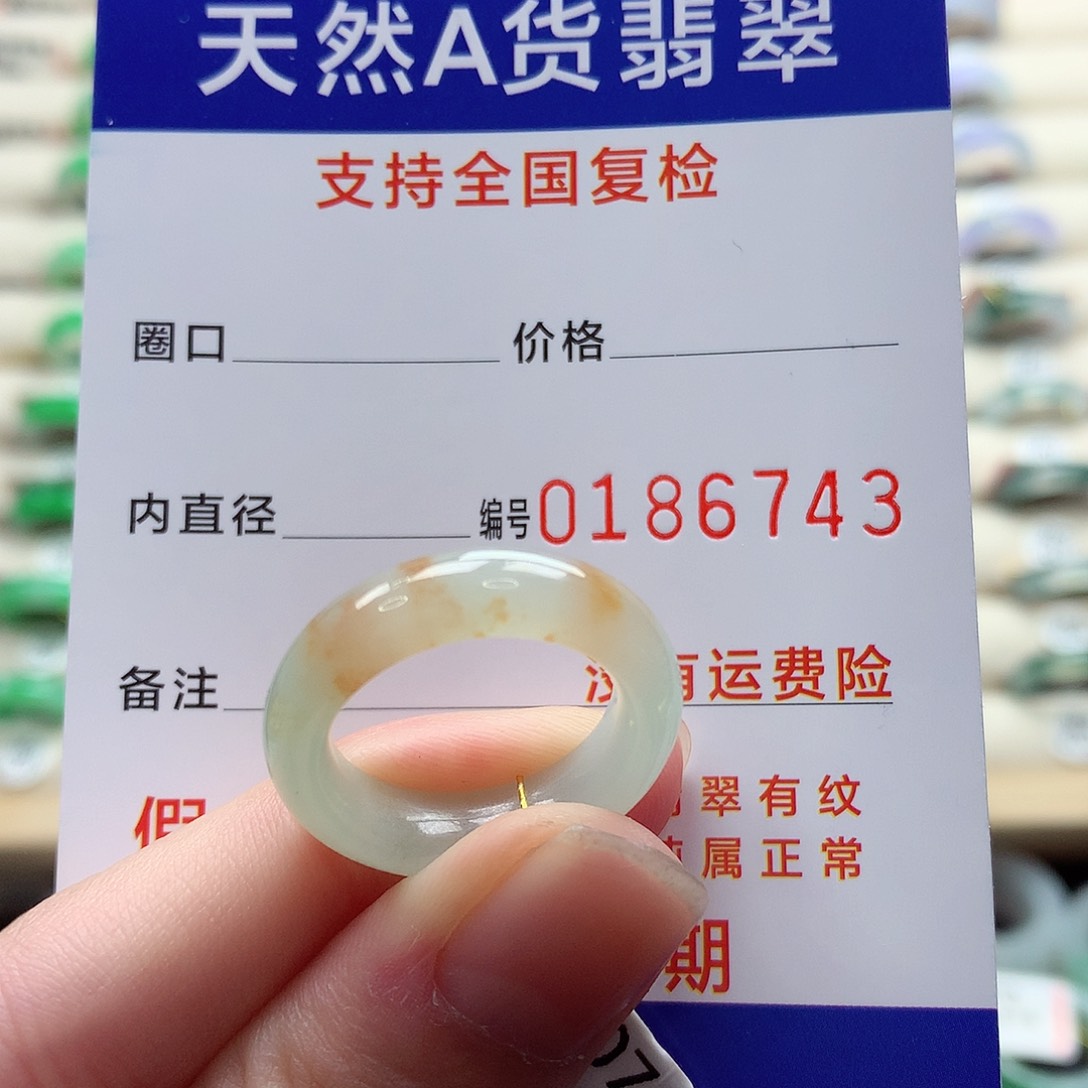 天然A货翡翠
支持全国复检
圈口 价格
内直径 编号0186743
备注 有运费险
假 翠有纹
属正常
期